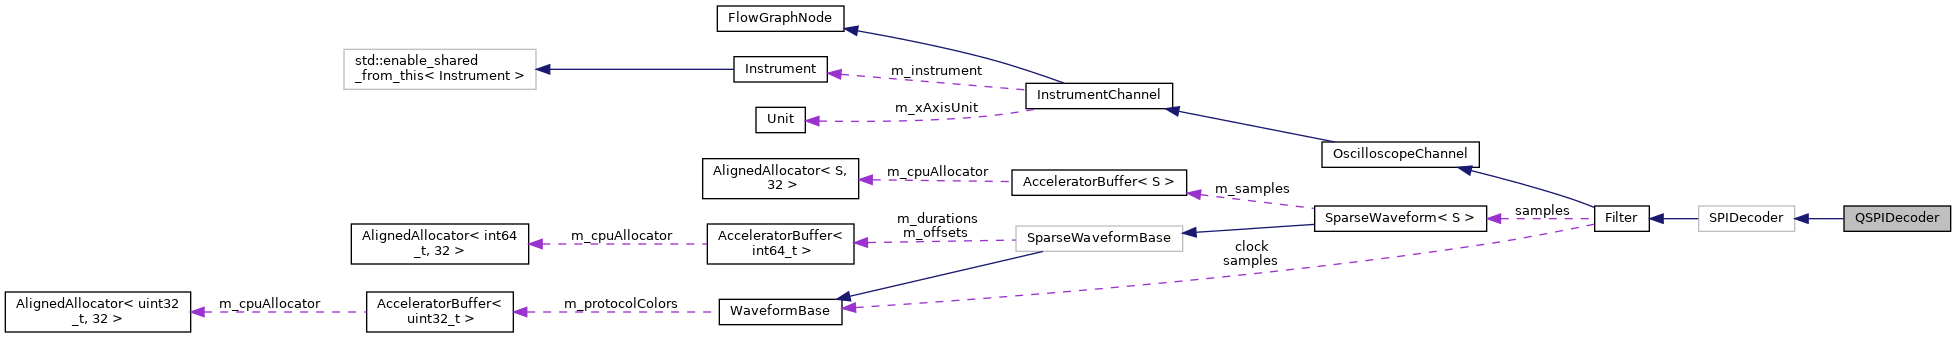 FlowGraphNode
std::enable_shared
_from_this< Instrument >
Instrument
m_instrument
InstrumentChannel
m_xAxisUnit
Unit
OscilloscopeChannel
AlignedAllocator< S,
32 >
m_cpuAllocator
AcceleratorBuffer< S >
m_samples
SparseWaveform< S >
samples
Filter
SPIDecoder
QSPIDecoder
AlignedAllocator< int64
_t, 32 >
m_cpuAllocator
AcceleratorBuffer<
int64_t >
m_durations
m_offsets
SparseWaveformBase
clock
samples
AlignedAllocator< uint32
_t, 32 >
m_cpuAllocator
AcceleratorBuffer<
uint32_t >
m_protocolColors
WaveformBase